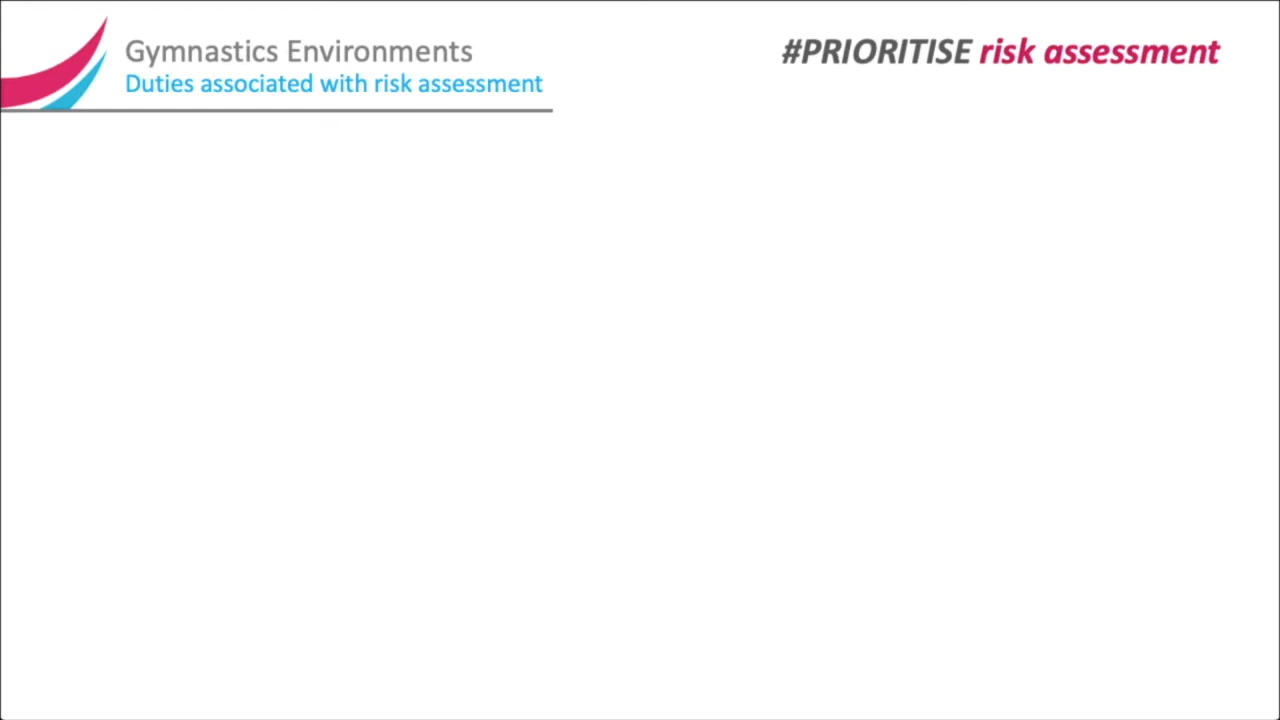 Gymnastics Environments
Duties associated with risk assessment
#PRIORITISE risk assessment